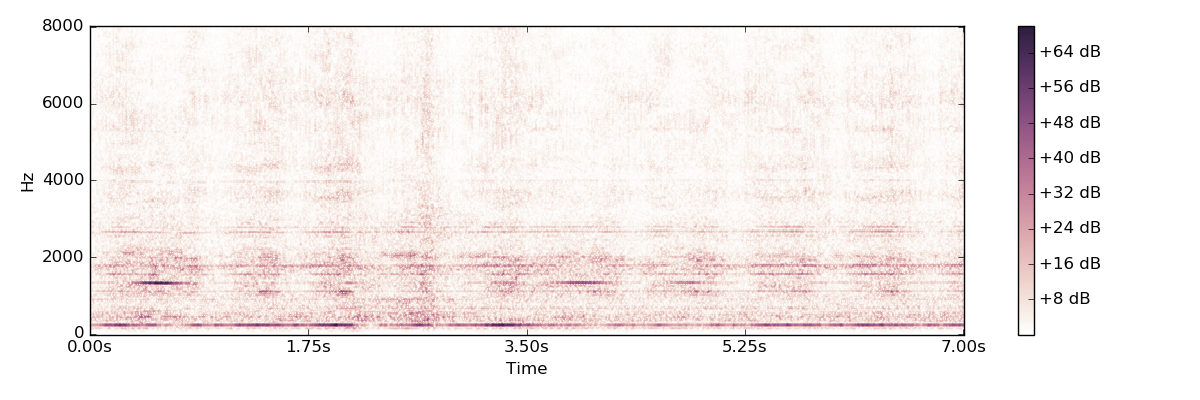 8000
6000
4000
2000
0
Hz
0.00s 1.75s 3.50s 5.25s 7.00s
Time
+64 dB
+56 dB
+48 dB
+40 dB
+32 dB
+24 dB
+16 dB
+8 dB